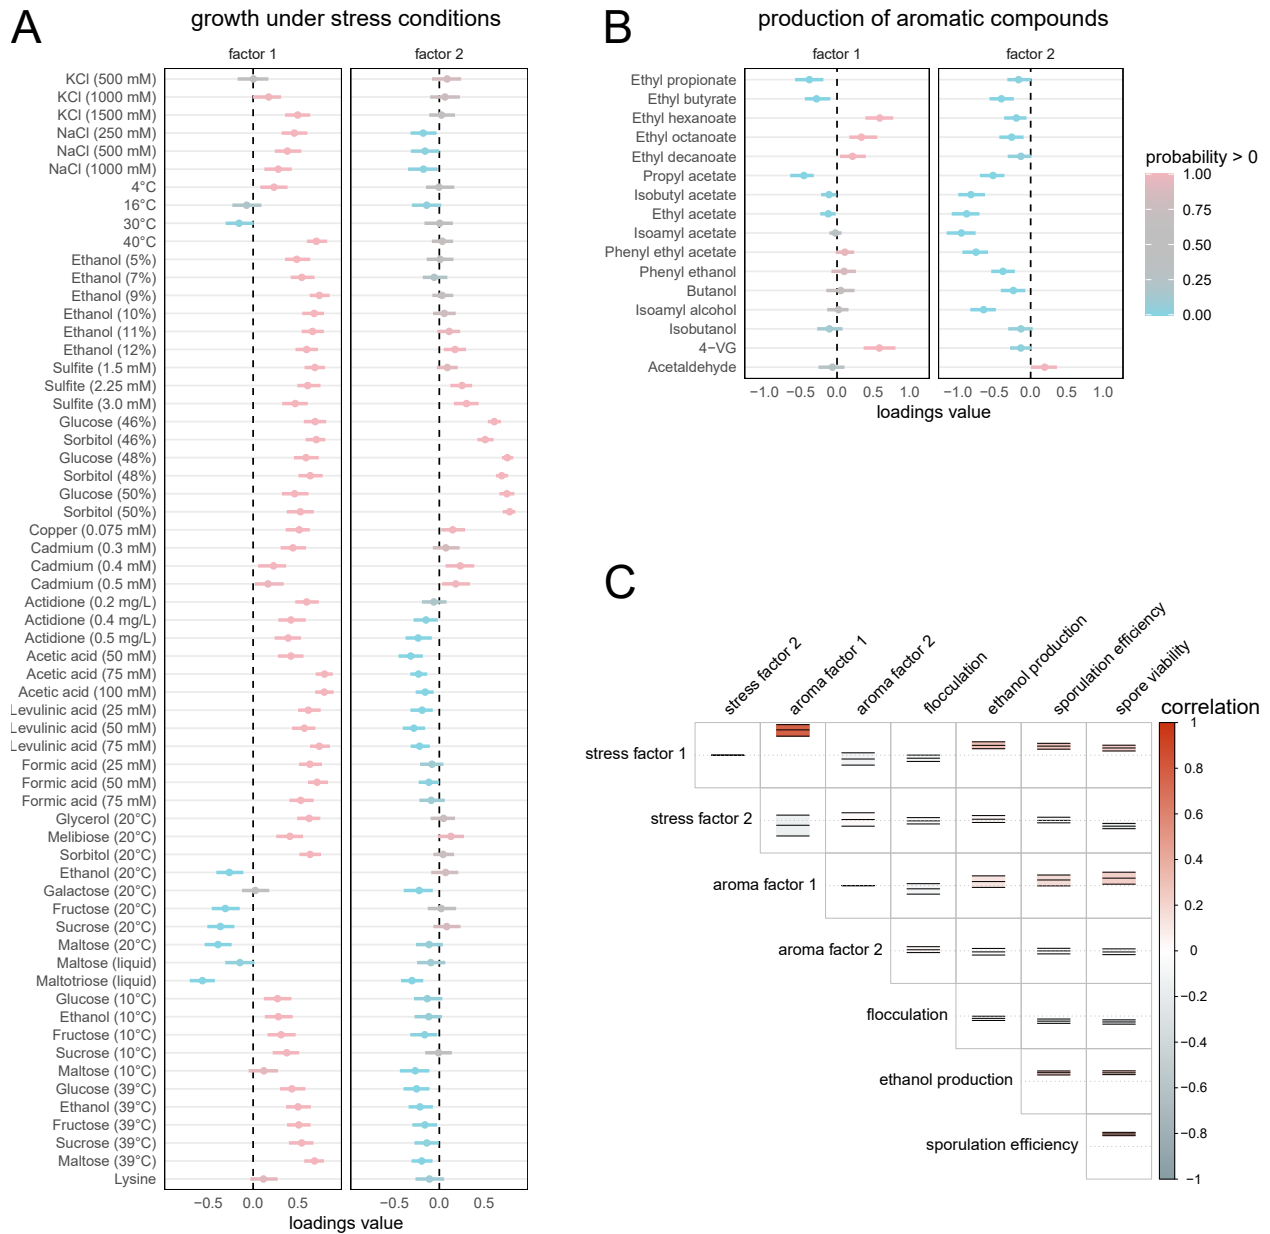 A
growth under stress conditions
factor 1
factor 2
KCl (500 mM)
KCl (1000 mM)
KCl (1500 mM)
NaCl (250 mM)
NaCl (500 mM)
NaCl (1000 mM)
4°C
16°C
30°C
40°C
Ethanol (5%)
Ethanol (7%)
Ethanol (9%)
Ethanol (10%)
Ethanol (11%)
Ethanol (12%)
Sulfite (1.5 mM)
Sulfite (2.25 mM)
Sulfite (3.0 mM)
Glucose (46%)
Sorbitol (46%)
Glucose (48%)
Sorbitol (48%)
Glucose (50%)
Sorbitol (50%)
Copper (0.075 mM)
Cadmium (0.3 mM)
Cadmium (0.4 mM)
Cadmium (0.5 mM)
Actidione (0.2 mg/L)
Actidione (0.4 mg/L)
Actidione (0.5 mg/L)
Acetic acid (50 mM)
Acetic acid (75 mM)
Acetic acid (100 mM)
Levulinic acid (25 mM)
Levulinic acid (50 mM)
Levulinic acid (75 mM)
Formic acid (25 mM)
Formic acid (50 mM)
Formic acid (75 mM)
Glycerol (20°C)
Melibiose (20°C)
Sorbitol (20°C)
Ethanol (20°C)
Galactose (20°C)
Fructose (20°C)
Sucrose (20°C)
Maltose (20°C)
Maltose (liquid)
Maltotriose (liquid)
Glucose (10°C)
Ethanol (10°C)
Fructose (10°C)
Sucrose (10°C)
Maltose (10°C)
Glucose (39°C)
Ethanol (39°C)
Fructose (39°C)
Sucrose (39°C)
Maltose (39°C)
Lysine
−0.5 0.0 0.5
−0.5 0.0 0.5
loadings value
B
production of aromatic compounds
factor 1
factor 2
Ethyl propionate
Ethyl butyrate
Ethyl hexanoate
Ethyl octanoate
Ethyl decanoate
Propyl acetate
Isobutyl acetate
Ethyl acetate
Isoamyl acetate
Phenyl ethyl acetate
Phenyl ethanol
Butanol
Isoamyl alcohol
Isobutanol
4−VG
Acetaldehyde
−1.0 −0.5 0.0 0.5 1.0
−1.0 −0.5 0.0 0.5 1.0
loadings value
probability > 0
1.00
0.75
0.50
0.25
0.00
C
stress factor 2
aroma factor 1
aroma factor 2
flocculation
ethanol production
sporulation efficiency
spore viability
stress factor 1
stress factor 2
aroma factor 1
aroma factor 2
flocculation
ethanol production
sporulation efficiency
correlation
1
0.8
0.6
0.4
0.2
0
−0.2
−0.4
−0.6
−0.8
−1